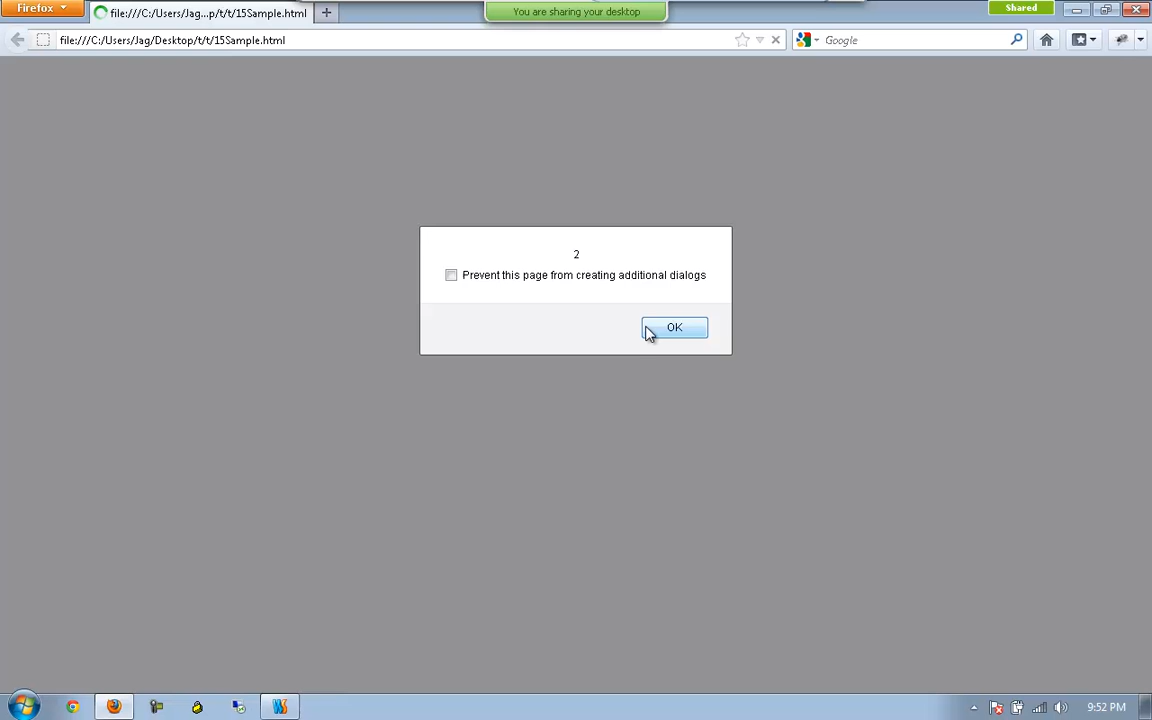 You are sharing your desktop
Shared
Firefox
file:///C:/Users/Jag...p/t/t/15Sample.html
file:///C:/Users/Jag/Desktop/t/t/15Sample.html
Google
2
Prevent this page from creating additional dialogs
OK
9:52 PM